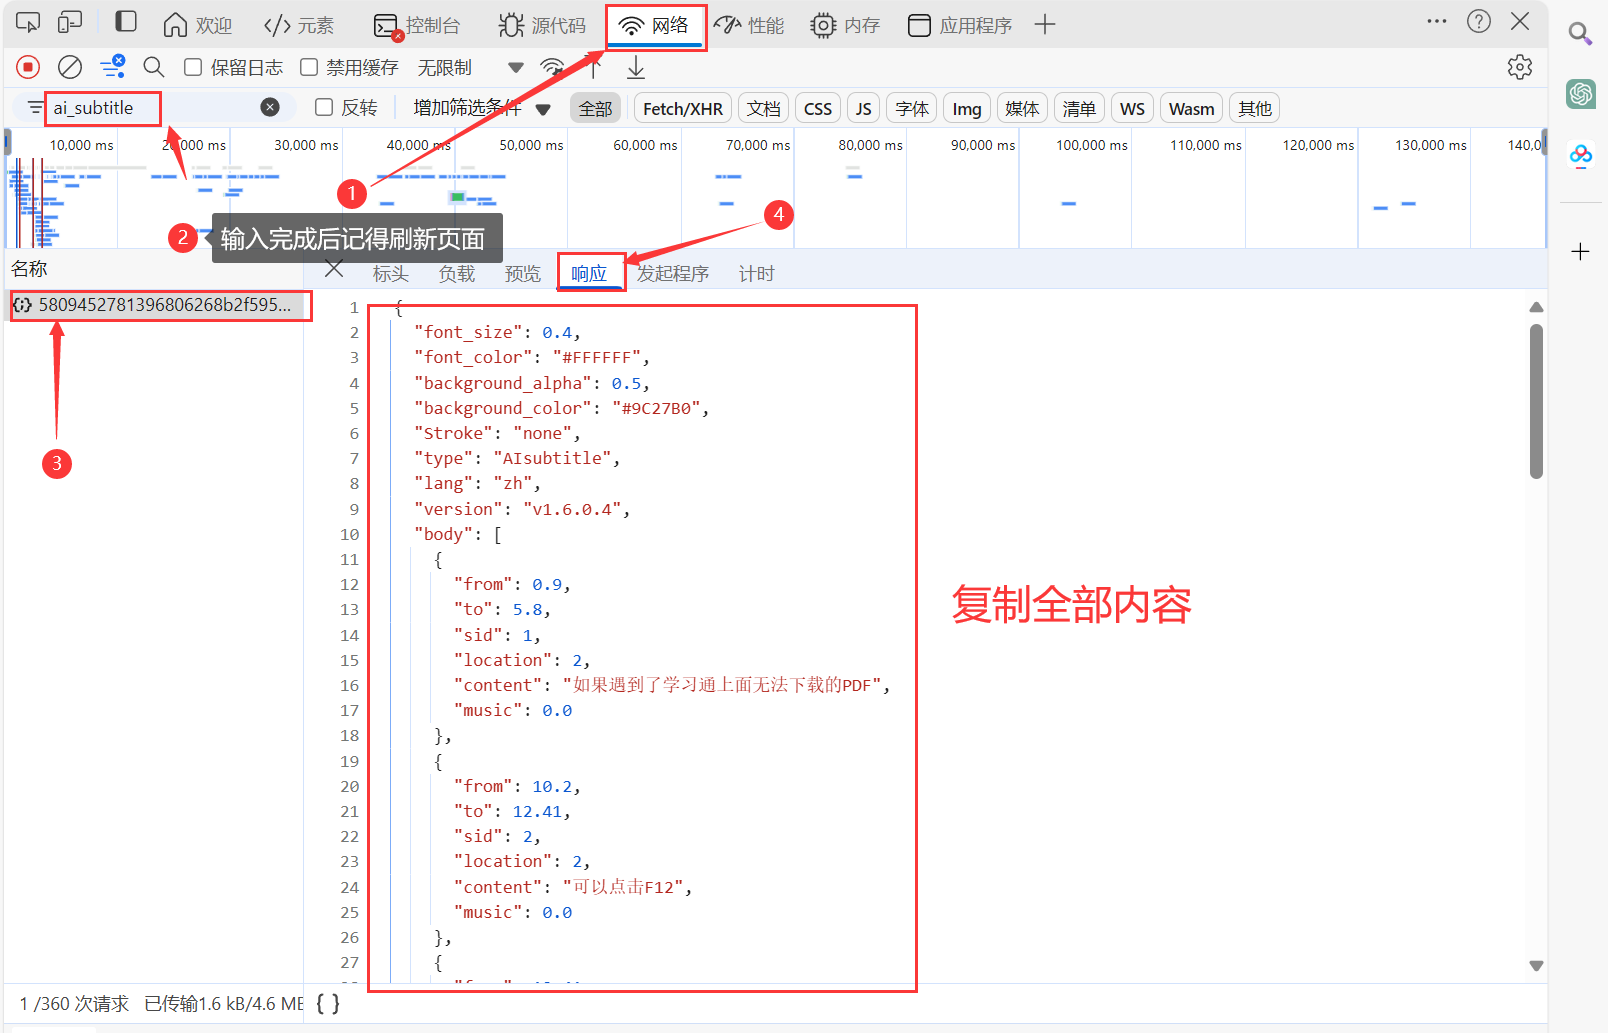 欢迎 元素 控制台 源代码 网络 性能 内存 应用程序
保留日志 禁用缓存 无限制
ai_subtitle 反转 增加筛选条件 全部 Fetch/XHR 文档 CSS JS 字体 Img 媒体 清单 WS Wasm 其他
10,000 ms 20,000 ms 30,000 ms 40,000 ms 50,000 ms 60,000 ms 70,000 ms 80,000 ms 90,000 ms 100,000 ms 110,000 ms 120,000 ms 130,000 ms 140,0
1
4
2 输入完成后记得刷新页面
名称 标头 负载 预览 响应 发起程序 计时
5809452781396806268b2f595...
3
1 {
2 "font_size": 0.4,
3 "font_color": "#FFFFFF",
4 "background_alpha": 0.5,
5 "background_color": "#9C27B0",
6 "Stroke": "none",
7 "type": "AIsubtitle",
8 "lang": "zh",
9 "version": "v1.6.0.4",
10 "body": [
11 {
12 "from": 0.9,
13 "to": 5.8,
14 "sid": 1,
15 "location": 2,
16 "content": "如果遇到了学习通上面无法下载的PDF",
17 "music": 0.0
18 },
19 {
20 "from": 10.2,
21 "to": 12.41,
22 "sid": 2,
23 "location": 2,
24 "content": "可以点击F12",
25 "music": 0.0
26 },
27 {
复制全部内容
1 /360 次请求 已传输1.6 kB/4.6 ME { }